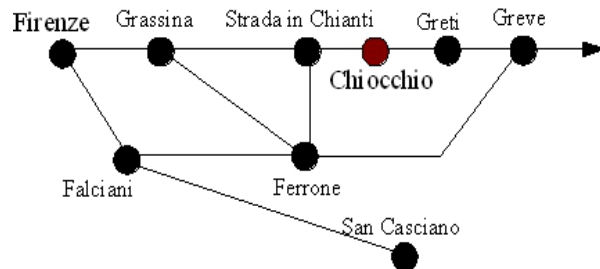 Firenze
Grassina
Strada in Chianti
Greti
Greve
Chiocchio
Falciani
Ferrone
San Casciano